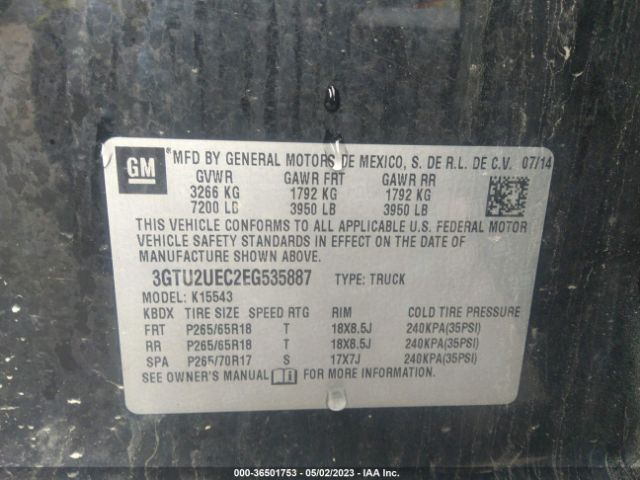 GM
*MFD BY GENERAL MOTORS DE MEXICO, S. DE R.L. DE C.V. 07/14
GVWR GAWR FRT GAWR RR
3266 KG 1792 KG 1792 KG
7200 LB 3950 LB 3950 LB
THIS VEHICLE CONFORMS TO ALL APPLICABLE U.S. FEDERAL MOTOR
VEHICLE SAFETY STANDARDS IN EFFECT ON THE DATE OF
MANUFACTURE SHOWN ABOVE.
3GTU2UEC2EG535887 TYPE: TRUCK
MODEL: K15543
KBDX TIRE SIZE SPEED RTG RIM COLD TIRE PRESSURE
FRT P265/65R18 T 18X8.5J 240KPA(35PSI)
RR P265/65R18 T 18X8.5J 240KPA(35PSI)
SPA P265/70R17 S 17X7J 240KPA(35PSI)
SEE OWNER'S MANUAL FOR MORE INFORMATION.
000-36501753 - 05/02/2023 - IAA Inc.